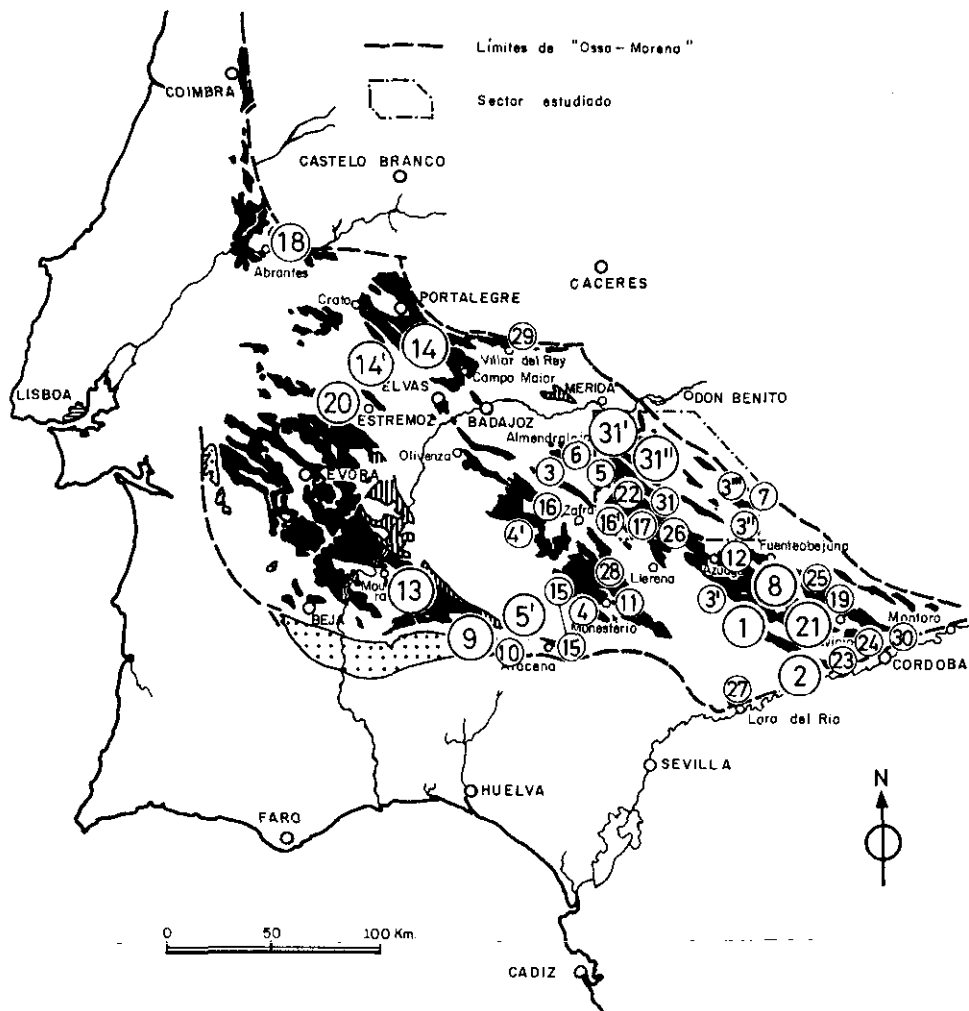 Límites de "Ossa-Morena"
Sector estudiado
COIMBRA
CASTELO BRANCO
18
Abrantes
CACERES
Crato
PORTALEGRE
29
14
Villar del Rey
14'
Campo Maior
LISBOA
ELVAS
MERIDA
DON BENITO
20
ESTREMOZ
BADAJOZ
Almendralejo
31'
Olivenza
6
31"
3
5
EVORA
22
31
3'''
7
16
Zafra
16'
17
26
3"
4'
12
Fuenteobejuna
28
Llerena
Azuaga
8
25
Moura
13
15
11
3'
19
BEJA
5'
4
Monesterio
1
21
Montoro
9
24
30
10
Aracena
15
23
CORDOBA
2
27
Lora del Rio
SEVILLA
HUELVA
N
FARO
0 50 100 Km.
CADIZ